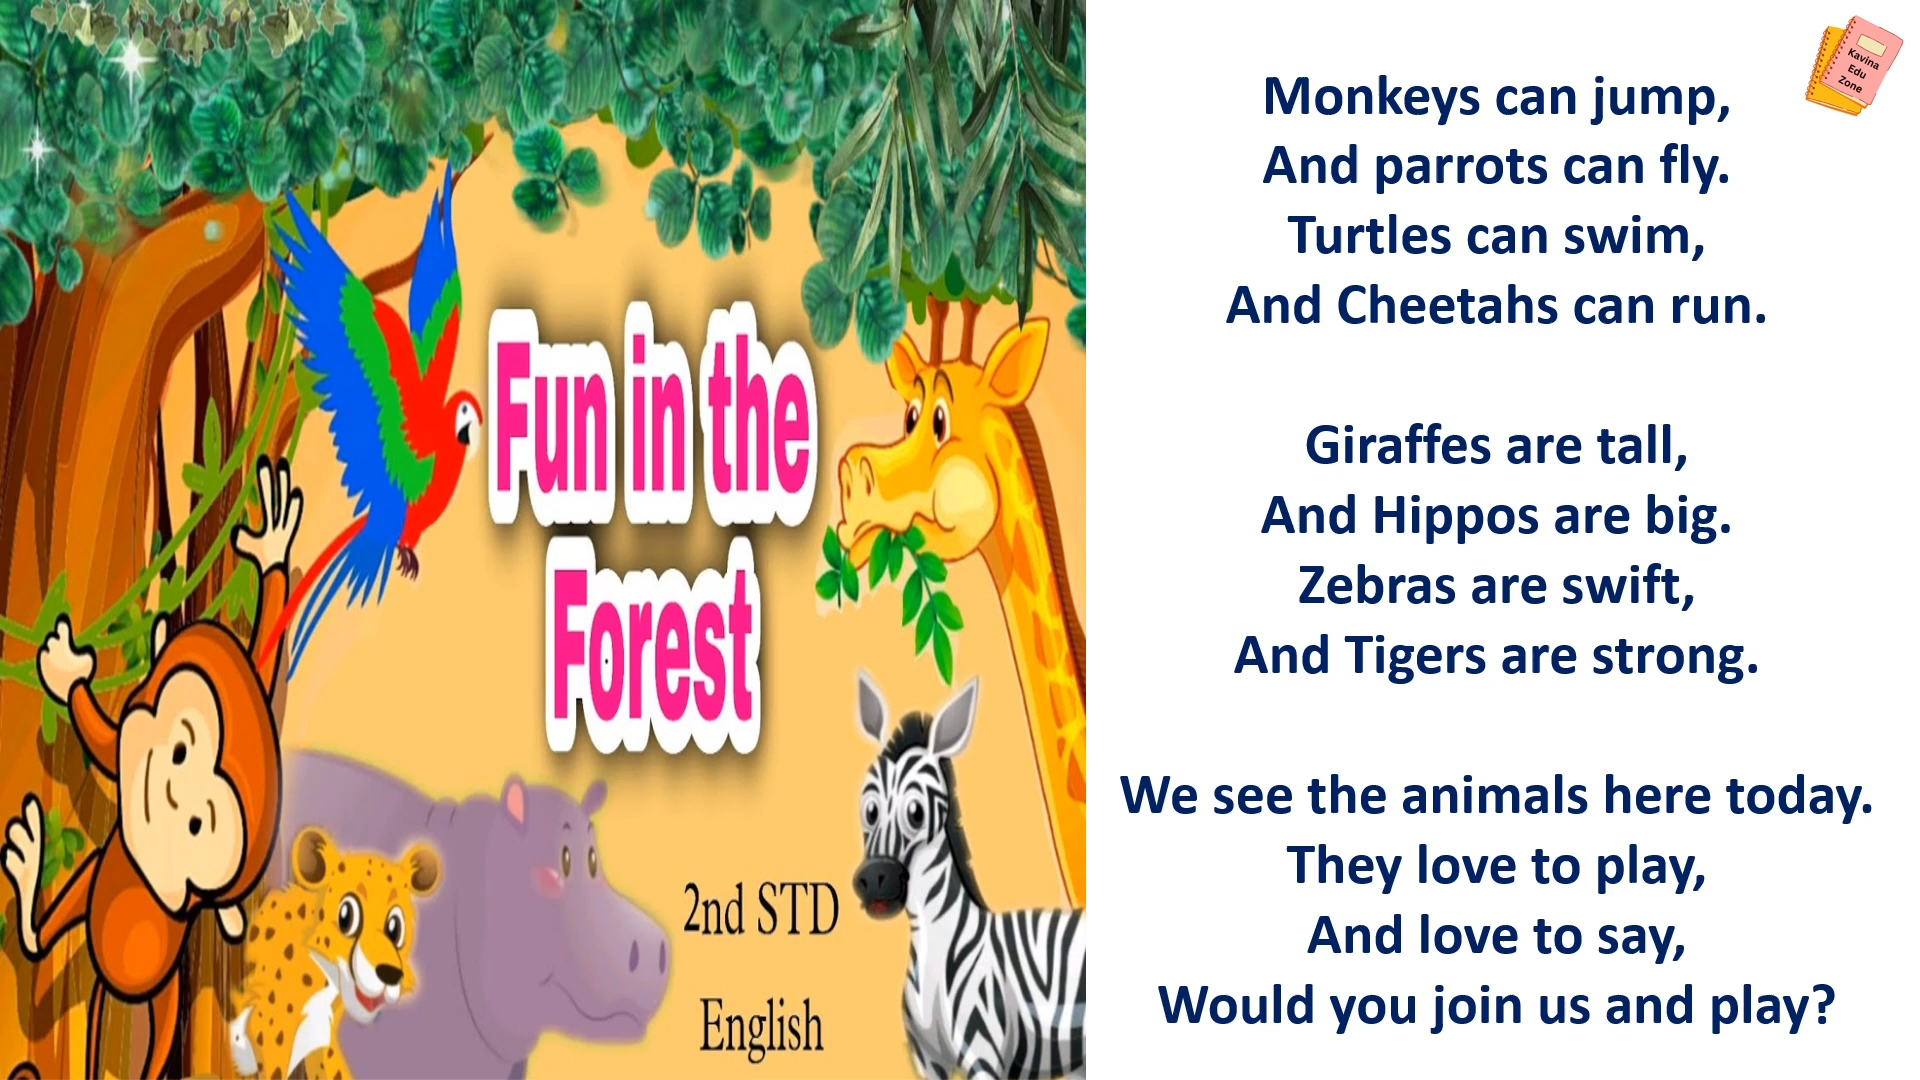 Fun in the
Forest
2nd STD
English
Kavina
Edu
Zone
Monkeys can jump,
And parrots can fly.
Turtles can swim,
And Cheetahs can run.
Giraffes are tall,
And Hippos are big.
Zebras are swift,
And Tigers are strong.
We see the animals here today.
They love to play,
And love to say,
Would you join us and play?